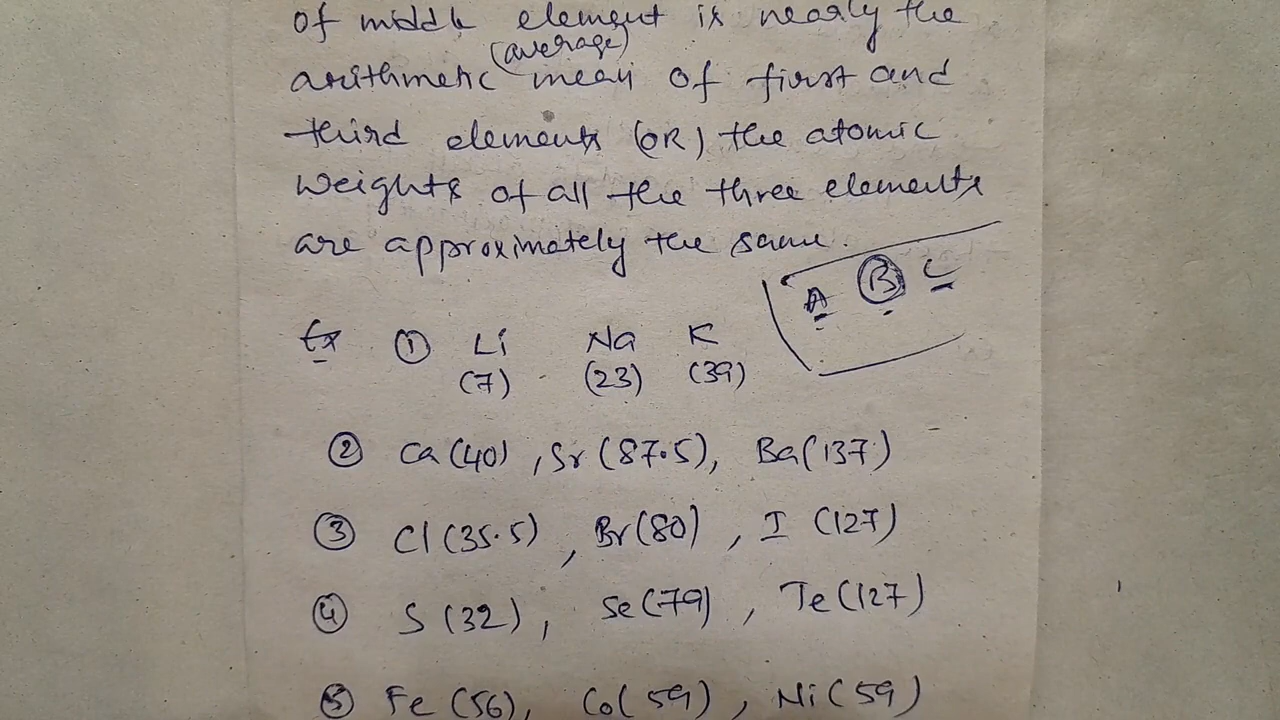 of middle element is nearly the
(average)
arithmetic mean of first and
third elements (OR) the atomic
weights of all the three elements
are approximately the same.
A B C
Ex ① Li Na K
(7) (23) (39)
② Ca(40), Sr(87.5), Ba(137)
③ Cl(35.5), Br(80), I(127)
④ S(32), Se(79), Te(127)
⑤ Fe(56), Co(59), Ni(59)